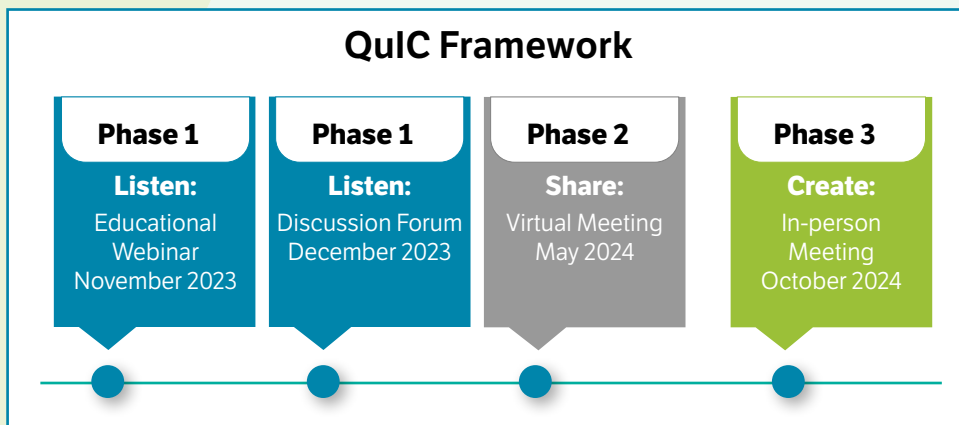 QuIC Framework
Phase 1
Listen:
Educational
Webinar
November 2023
Phase 1
Listen:
Discussion Forum
December 2023
Phase 2
Share:
Virtual Meeting
May 2024
Phase 3
Create:
In-person
Meeting
October 2024